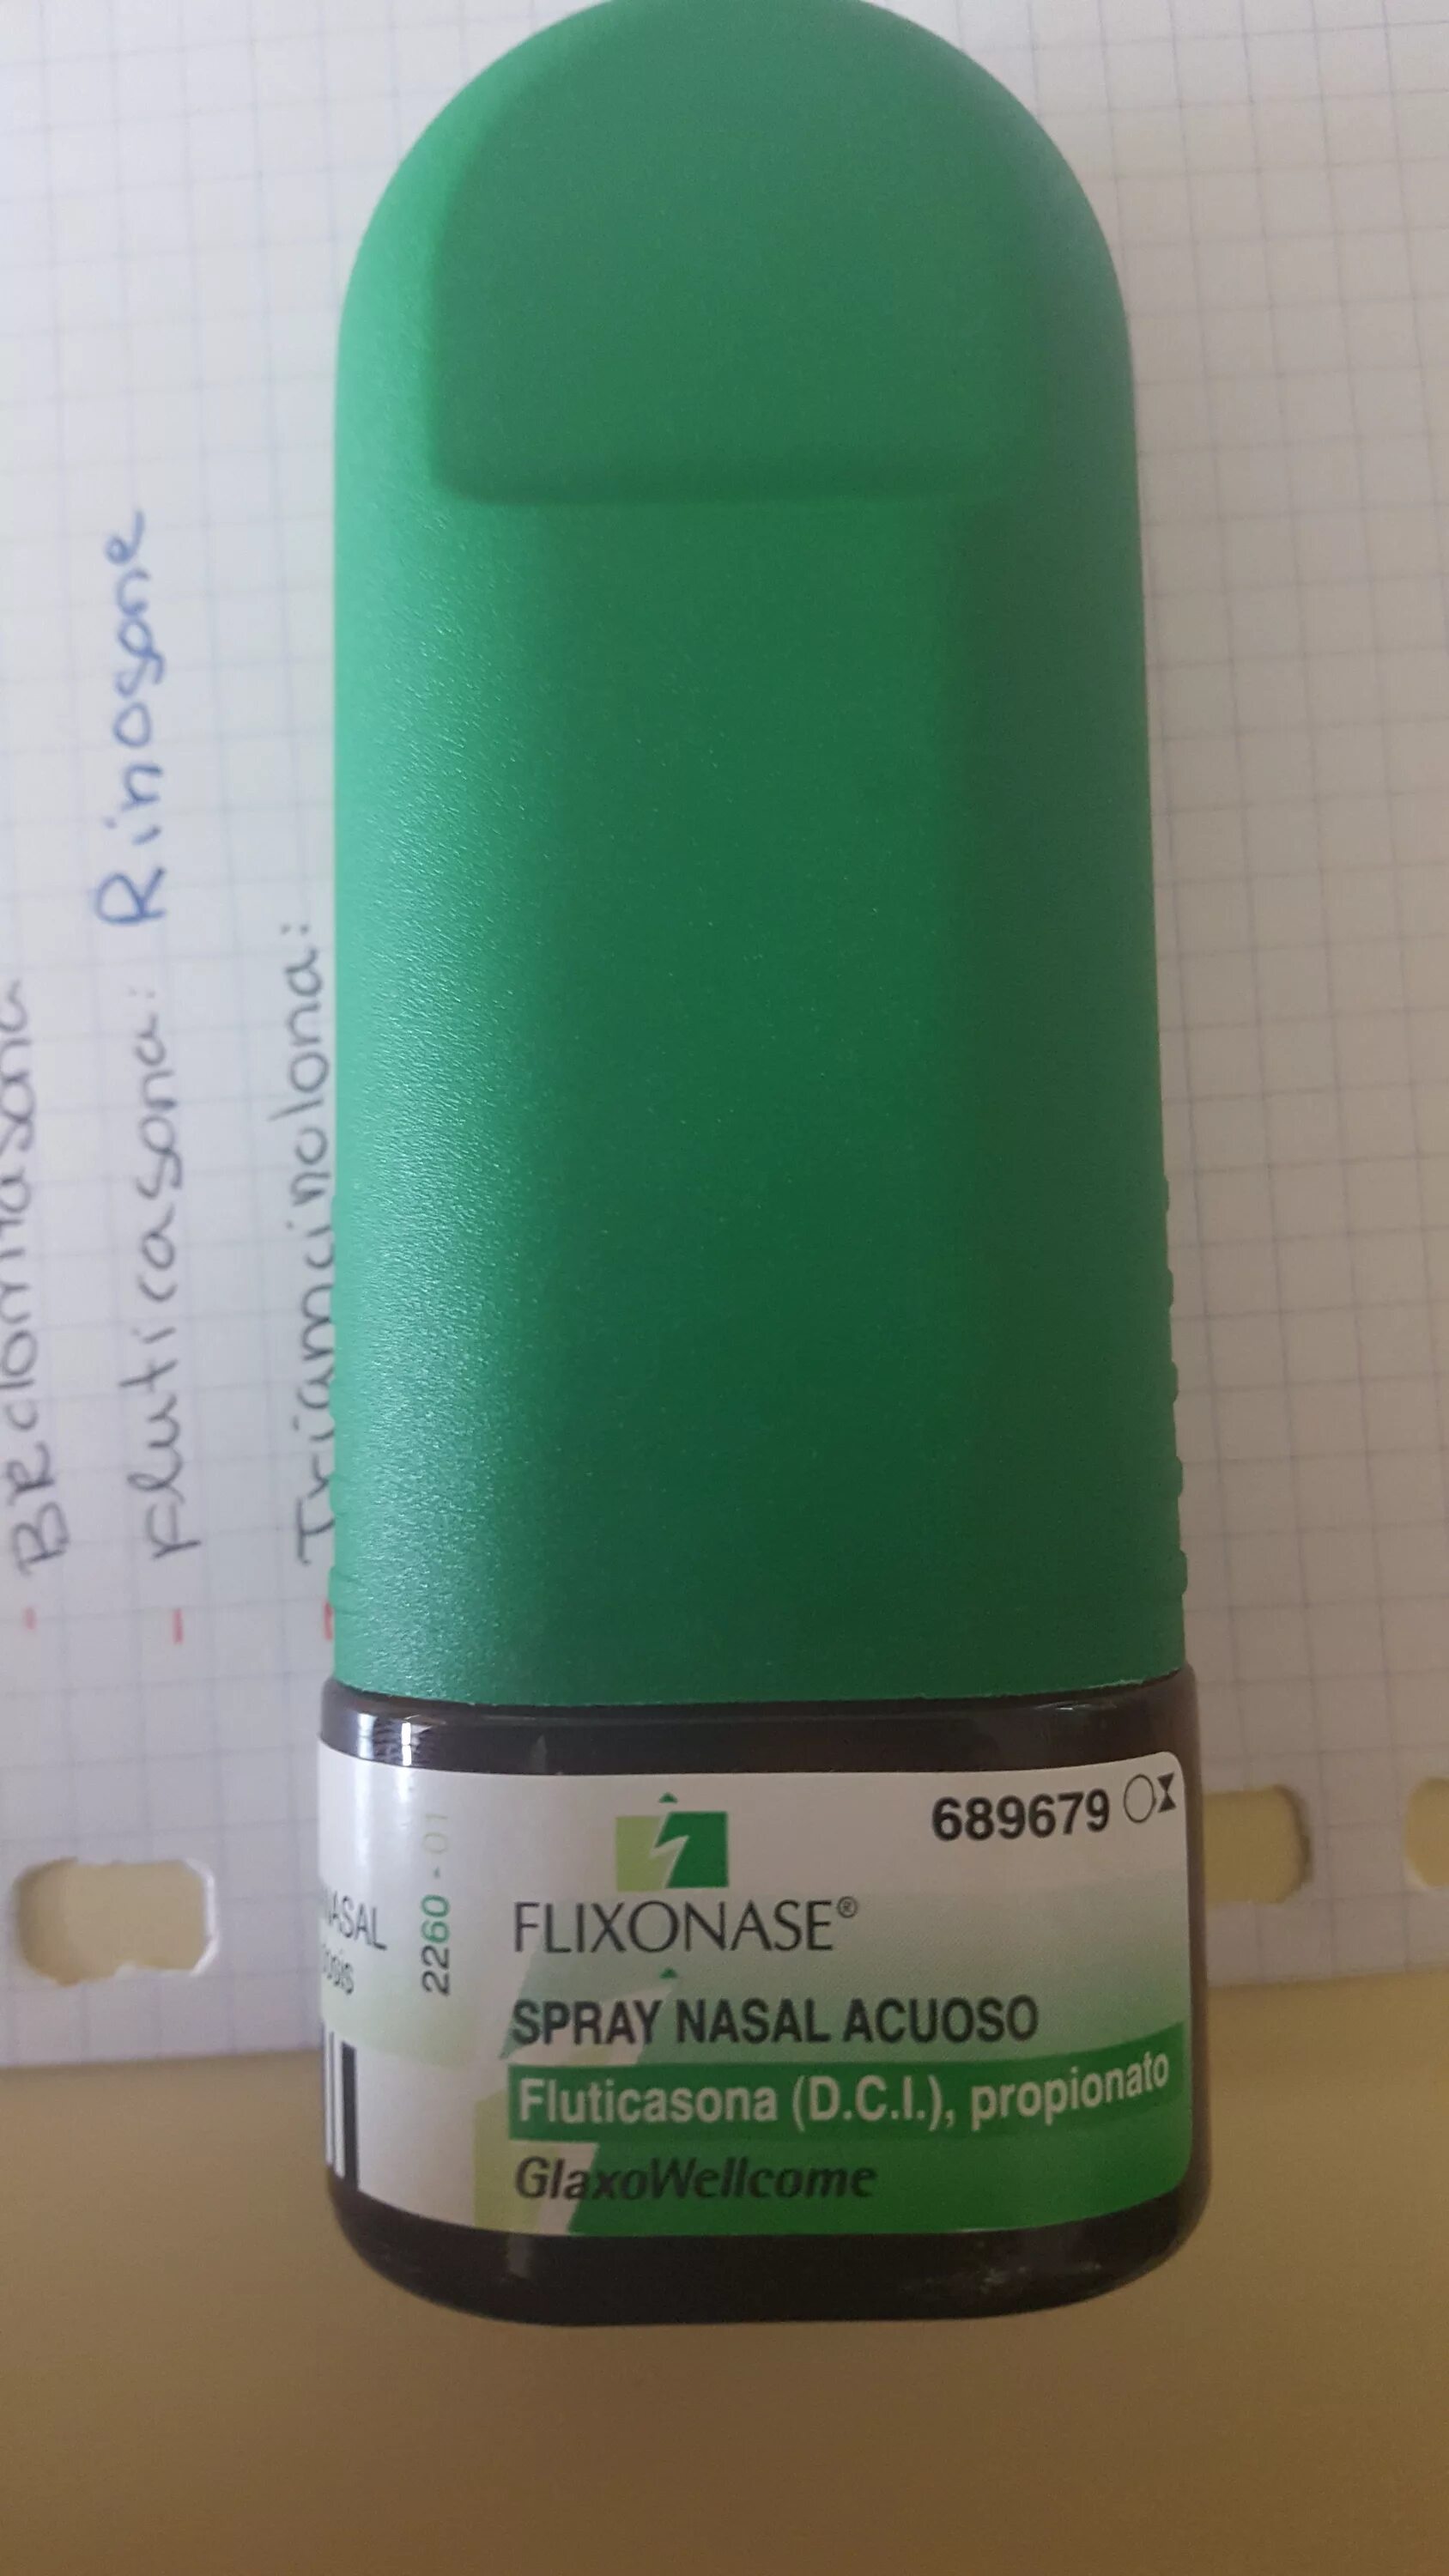 Beclometasona
Fluticasona: Rinosone
Triamcinolona:
689679
FLIXONASE®
SPRAY NASAL ACUOSO
Fluticasona (D.C.I.), propionato
GlaxoWellcome
2260-01
NASAL